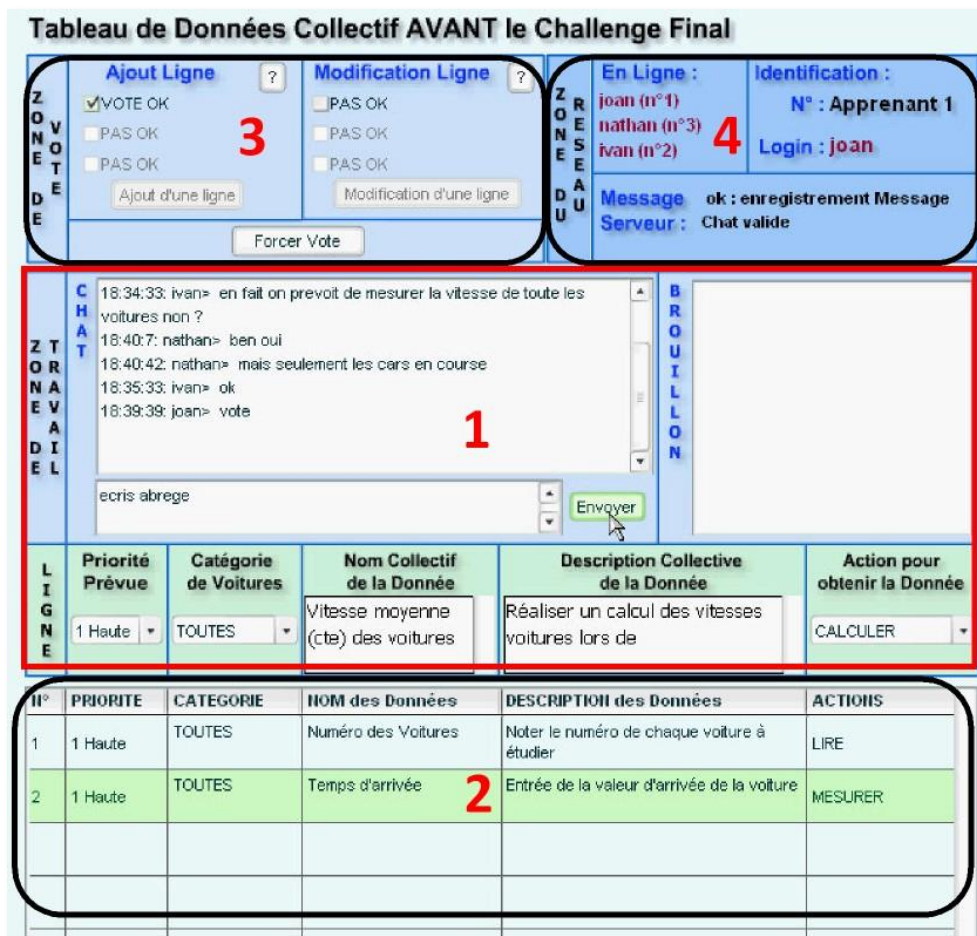 Tableau de Données Collectif AVANT le Challenge Final
ZONE DE VOTE
Ajout Ligne ?
VOTE OK
PAS OK
PAS OK
Ajout d'une ligne
Modification Ligne ?
PAS OK
PAS OK
PAS OK
Modification d'une ligne
Forcer Vote
3
ZONE DU RESEAU
En Ligne :
joan (n°1)
nathan (n°3)
ivan (n°2)
4
Identification :
N° : Apprenant 1
Login : joan
Message ok : enregistrement Message
Serveur : Chat valide
ZONE DE TRAVAIL
CHAT
18:34:33: ivan> en fait on prevoit de mesurer la vitesse de toute les
voitures non ?
18:40:7: nathan> ben oui
18:40:42: nathan> mais seulement les cars en course
18:35:33: ivan> ok
18:39:39: joan> vote
1
ecris abrege
Envoyer
BROUILLON
LIGNE
Priorité
Prévue
1 Haute
Catégorie
de Voitures
TOUTES
Nom Collectif
de la Donnée
Vitesse moyenne
(cte) des voitures
Description Collective
de la Donnée
Réaliser un calcul des vitesses
voitures lors de
Action pour
obtenir la Donnée
CALCULER
N° PRIORITE CATEGORIE NOM des Données DESCRIPTION des Données ACTIONS
1 1 Haute TOUTES Numéro des Voitures Noter le numéro de chaque voiture à
étudier LIRE
2 1 Haute TOUTES Temps d'arrivée Entrée de la valeur d'arrivée de la voiture MESURER
2